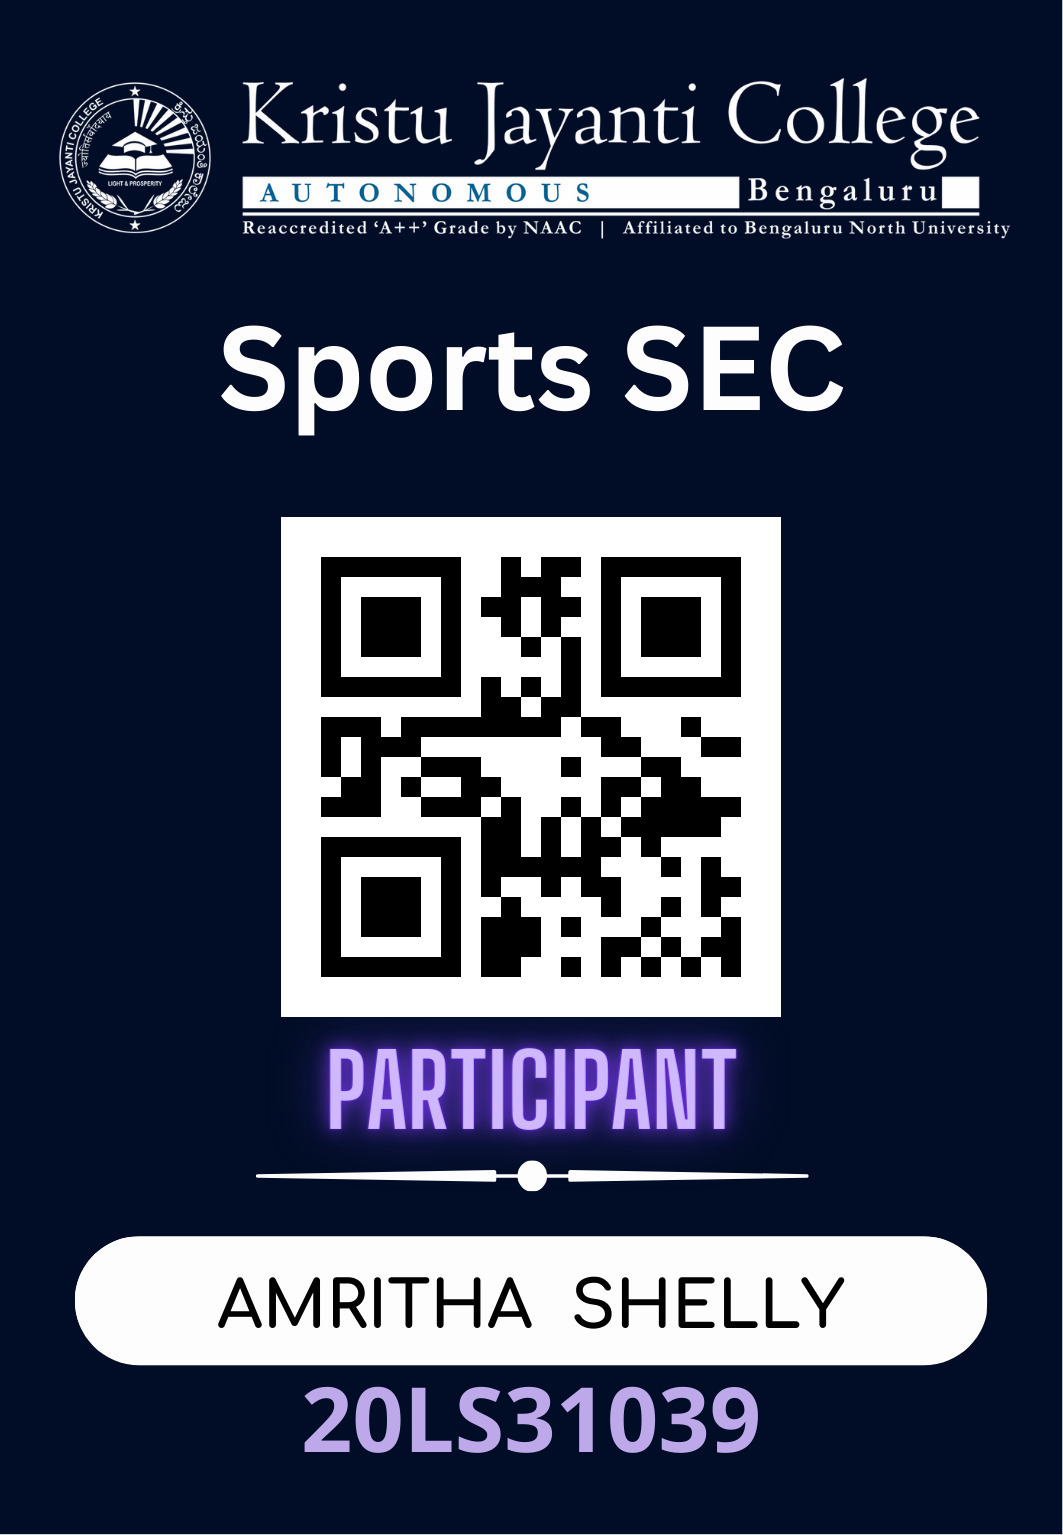 KRISTU JAYANTI COLLEGE
LIGHT & PROSPERITY
Kristu Jayanti College
AUTONOMOUS Bengaluru
Reaccredited ‘A++’ Grade by NAAC | Affiliated to Bengaluru North University
Sports SEC
PARTICIPANT
AMRITHA SHELLY
20LS31039